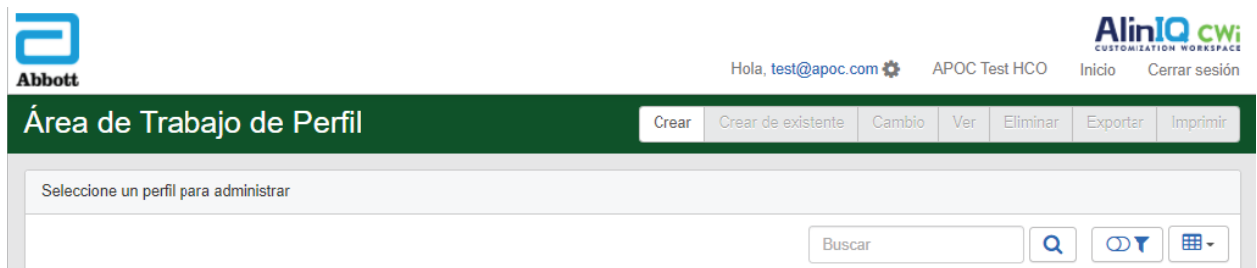 Abbott
AlinIQ CWi
CUSTOMIZATION WORKSPACE
Hola, test@apoc.com APOC Test HCO Inicio Cerrar sesión
Área de Trabajo de Perfil
Crear Crear de existente Cambio Ver Eliminar Exportar Imprimir
Seleccione un perfil para administrar
Buscar